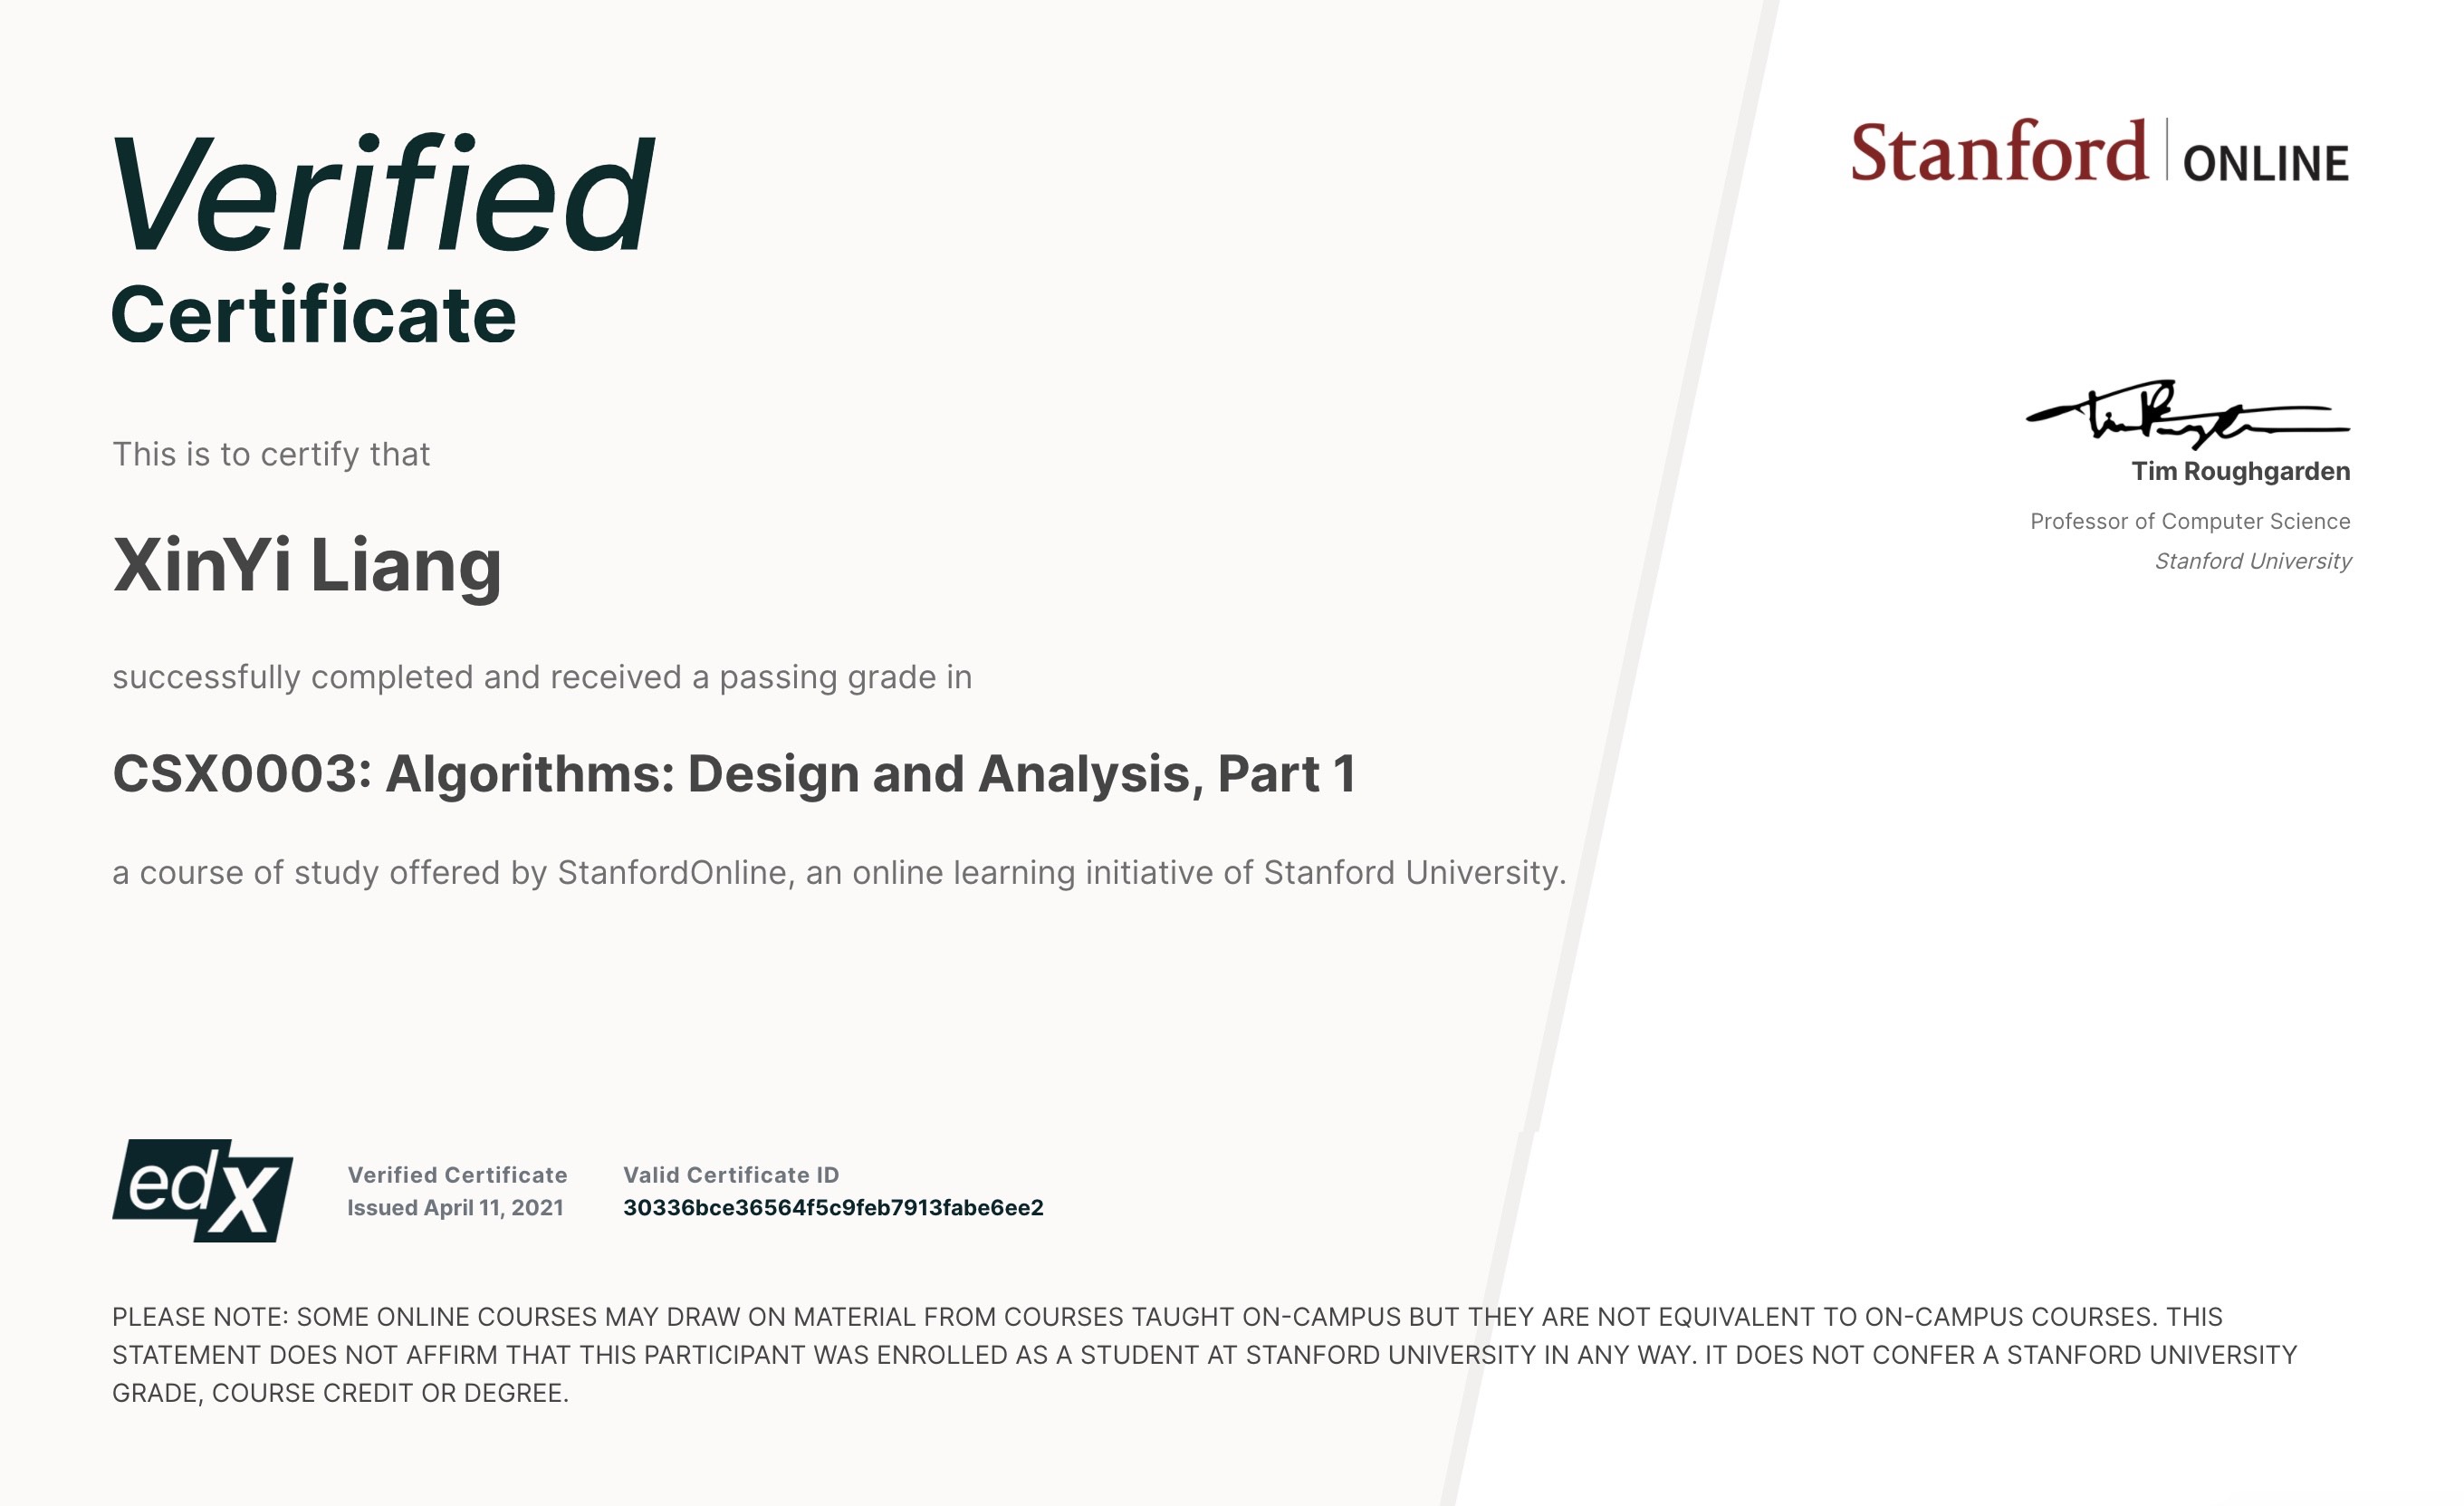 Verified
Certificate
This is to certify that
XinYi Liang
successfully completed and received a passing grade in
CSX0003: Algorithms: Design and Analysis, Part 1
a course of study offered by StanfordOnline, an online learning initiative of Stanford University.
Stanford | ONLINE
Tim Roughgarden
Professor of Computer Science
Stanford University
edX
Verified Certificate
Issued April 11, 2021
Valid Certificate ID
30336bce36564f5c9feb7913fabe6ee2
PLEASE NOTE: SOME ONLINE COURSES MAY DRAW ON MATERIAL FROM COURSES TAUGHT ON-CAMPUS BUT THEY ARE NOT EQUIVALENT TO ON-CAMPUS COURSES. THIS
STATEMENT DOES NOT AFFIRM THAT THIS PARTICIPANT WAS ENROLLED AS A STUDENT AT STANFORD UNIVERSITY IN ANY WAY. IT DOES NOT CONFER A STANFORD UNIVERSITY
GRADE, COURSE CREDIT OR DEGREE.